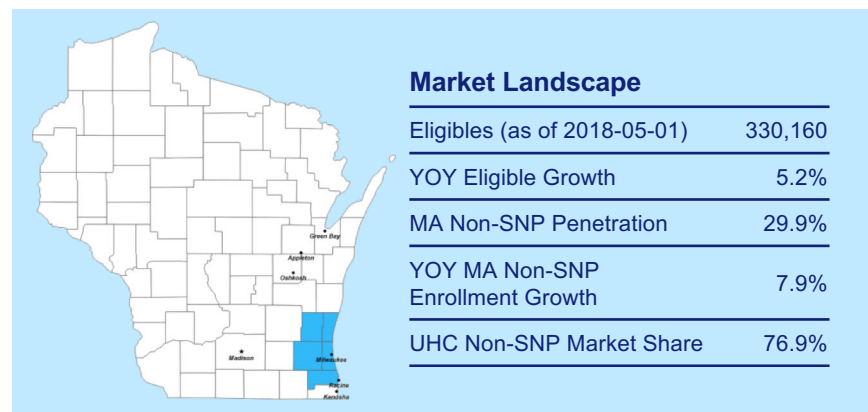 Market Landscape
Eligibles (as of 2018-05-01) 330,160
YOY Eligible Growth 5.2%
MA Non-SNP Penetration 29.9%
YOY MA Non-SNP
Enrollment Growth 7.9%
UHC Non-SNP Market Share 76.9%
Green Bay
Appleton
Oshkosh
Madison
Milwaukee
Racine
Kenosha